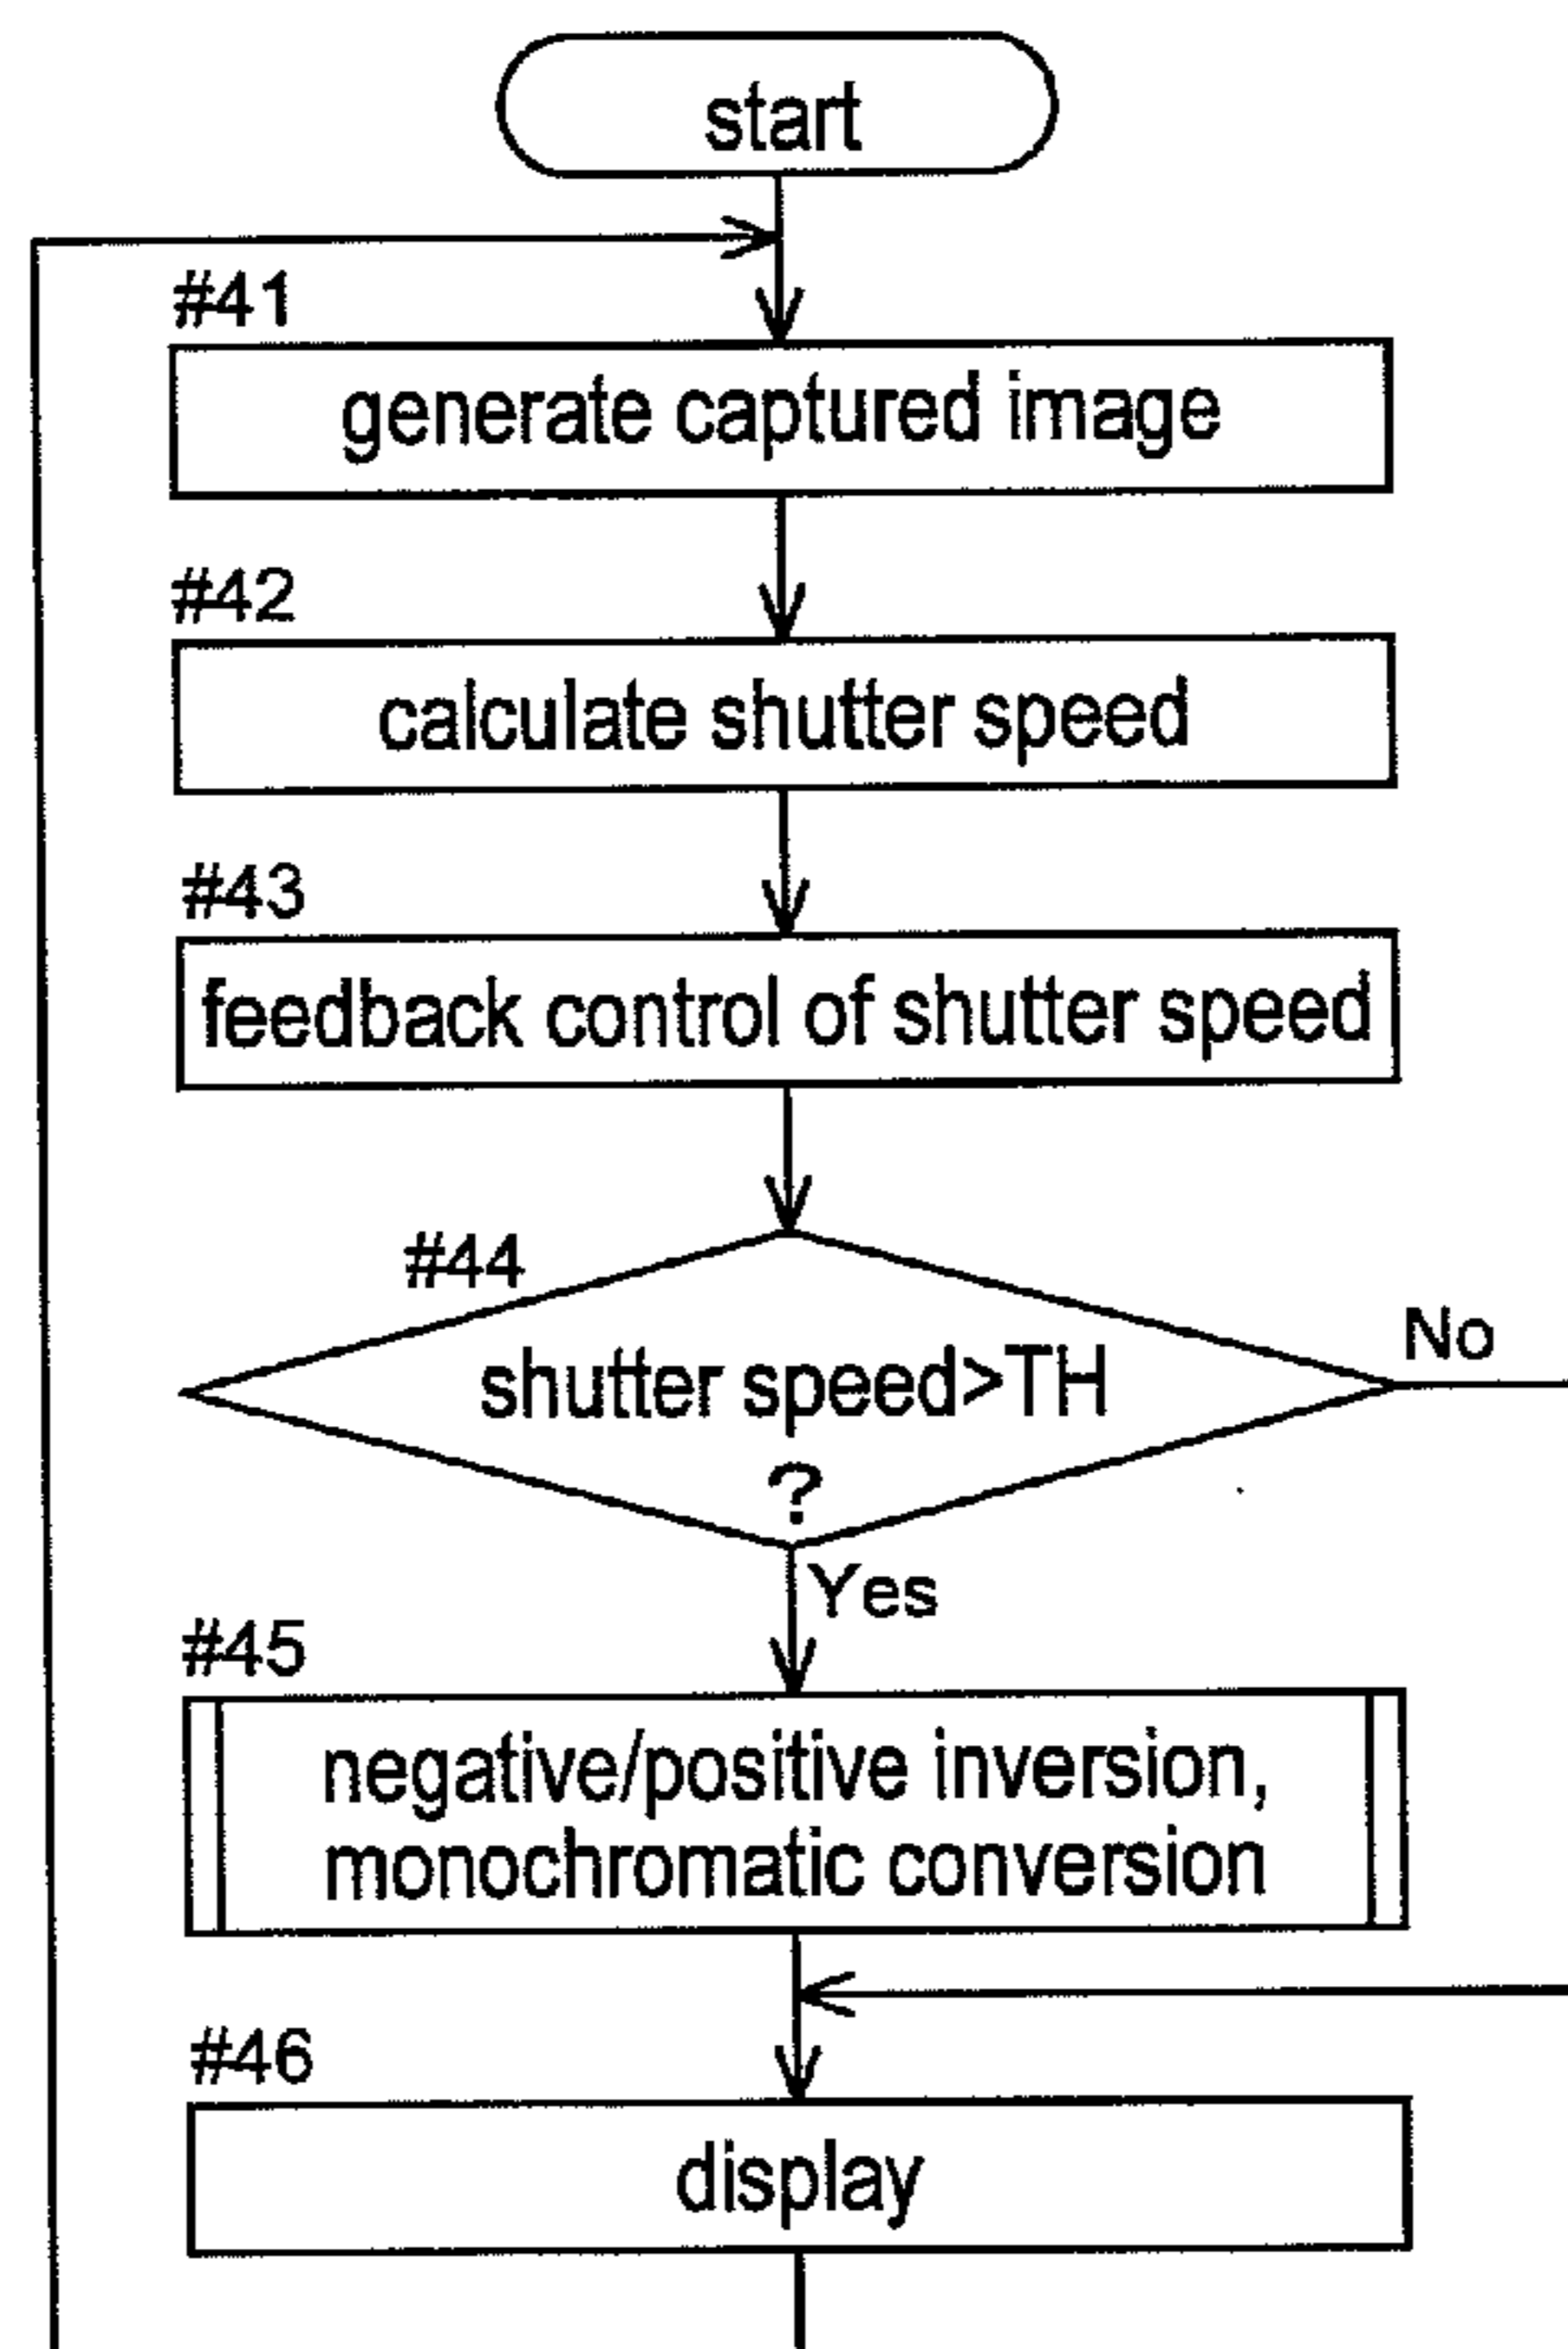 start
#41
generate captured image
#42
calculate shutter speed
#43
feedback control of shutter speed
#44
shutter speed>TH
?
No
Yes
#45
negative/positive inversion,
monochromatic conversion
#46
display